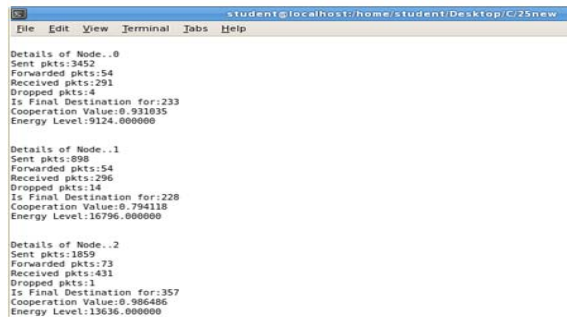 student@localhost:/home/student/Desktop/C/25new
File Edit View Terminal Tabs Help
Details of Node..0
Sent pkts:3452
Forwarded pkts:54
Received pkts:291
Dropped pkts:4
Is Final Destination for:233
Cooperation Value:0.931035
Energy Level:9124.000000
Details of Node..1
Sent pkts:898
Forwarded pkts:54
Received pkts:296
Dropped pkts:14
Is Final Destination for:228
Cooperation Value:0.794118
Energy Level:16796.000000
Details of Node..2
Sent pkts:1859
Forwarded pkts:73
Received pkts:431
Dropped pkts:1
Is Final Destination for:357
Cooperation Value:0.986486
Energy Level:13636.000000